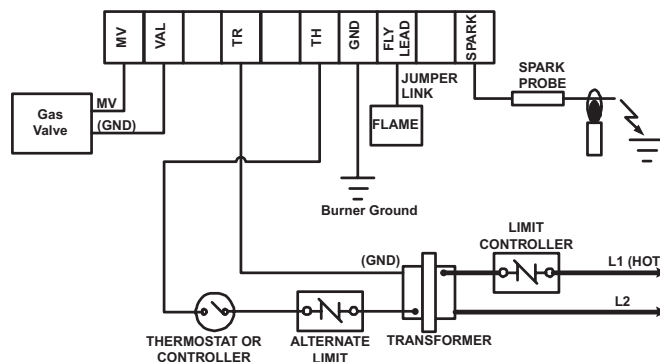 MV
VAL
TR
TH
GND
FLY
LEAD
SPARK
JUMPER
LINK
SPARK
PROBE
Gas
Valve
MV
(GND)
FLAME
Burner Ground
LIMIT
CONTROLLER
(GND)
L1 (HOT
L2
THERMOSTAT OR
CONTROLLER
ALTERNATE
LIMIT
TRANSFORMER